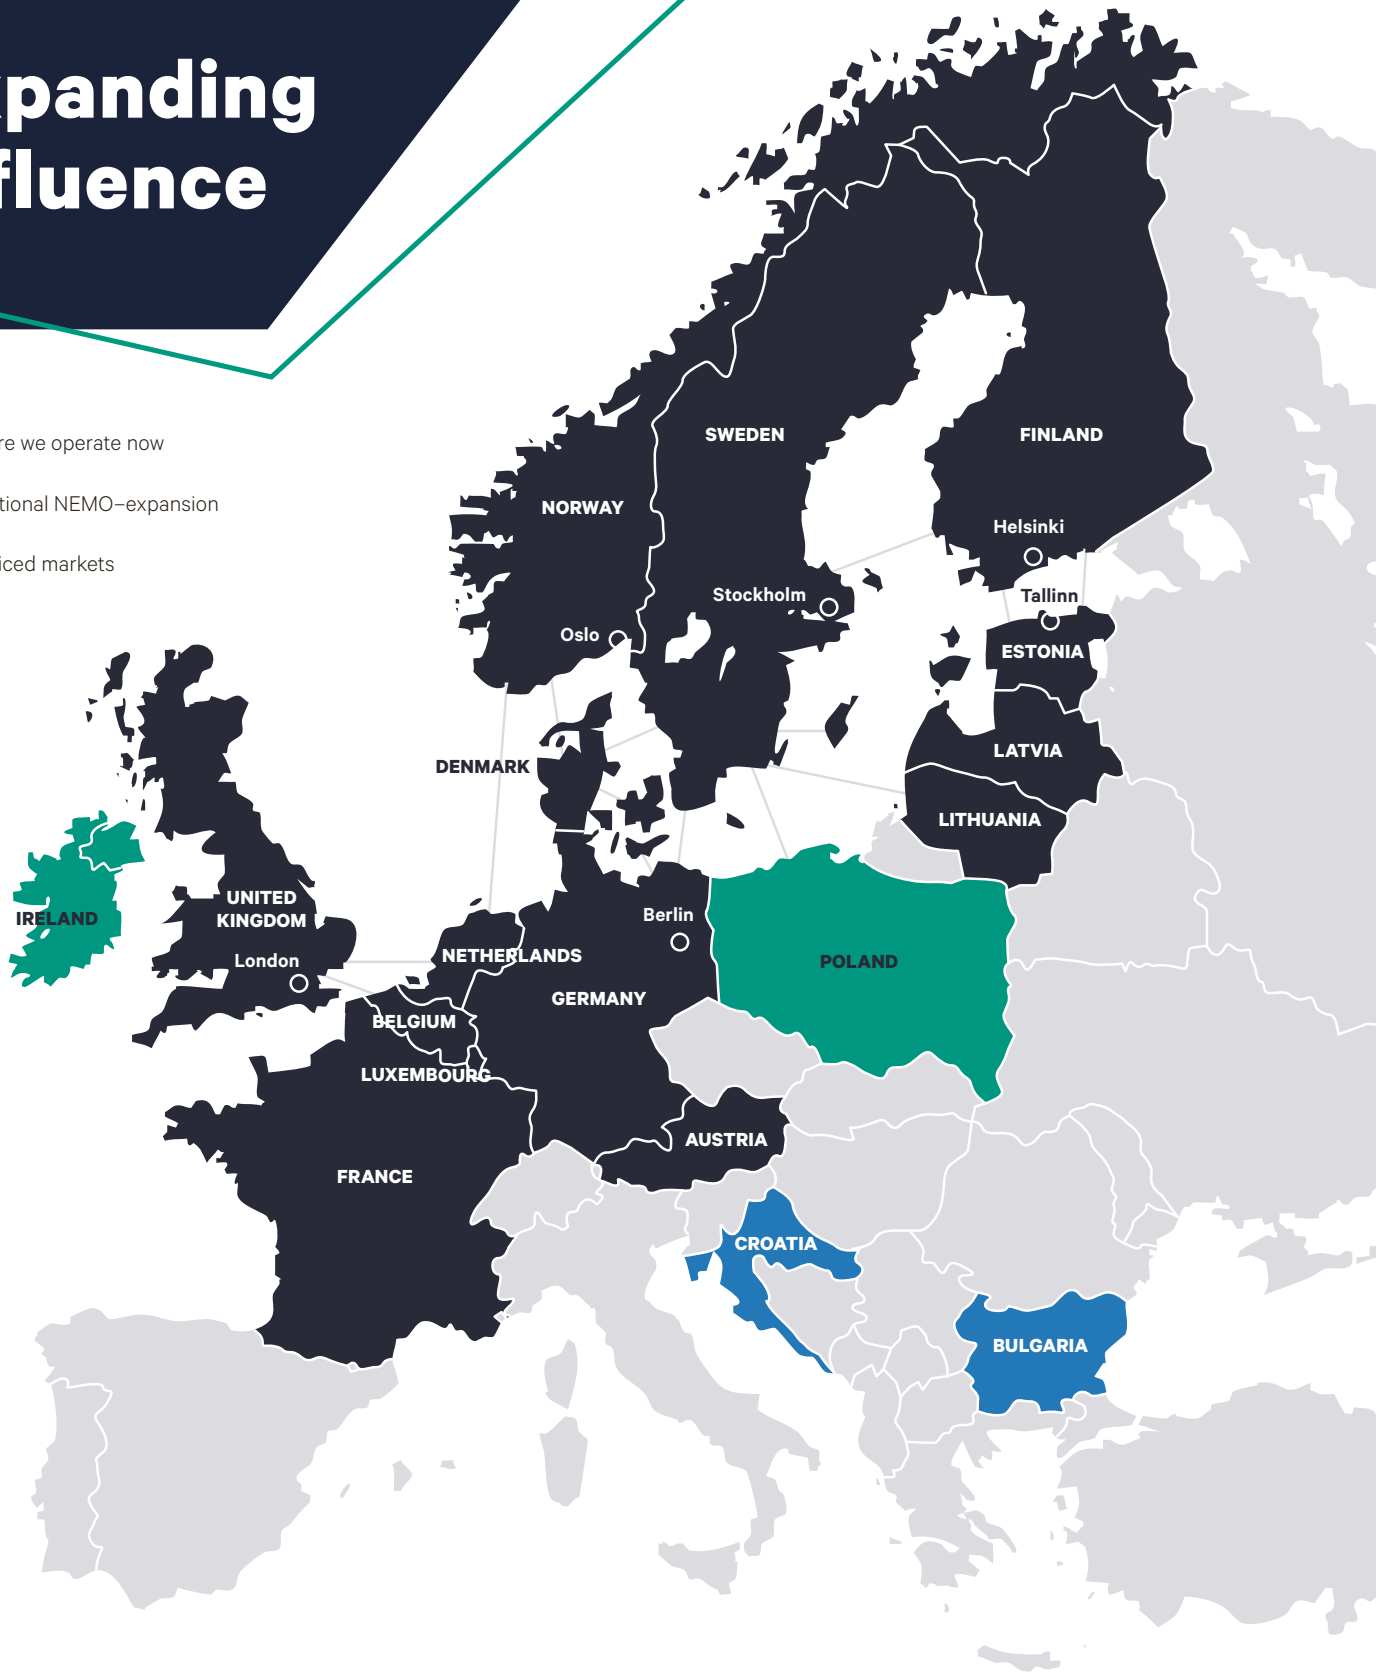 xpanding
fluence
re we operate now
tional NEMO–expansion
iced markets
SWEDEN
FINLAND
NORWAY
Helsinki
Stockholm
Tallinn
Oslo
ESTONIA
LATVIA
DENMARK
LITHUANIA
UNITED
KINGDOM
IRELAND
Berlin
London
NETHERLANDS
POLAND
GERMANY
BELGIUM
LUXEMBOURG
AUSTRIA
FRANCE
CROATIA
BULGARIA